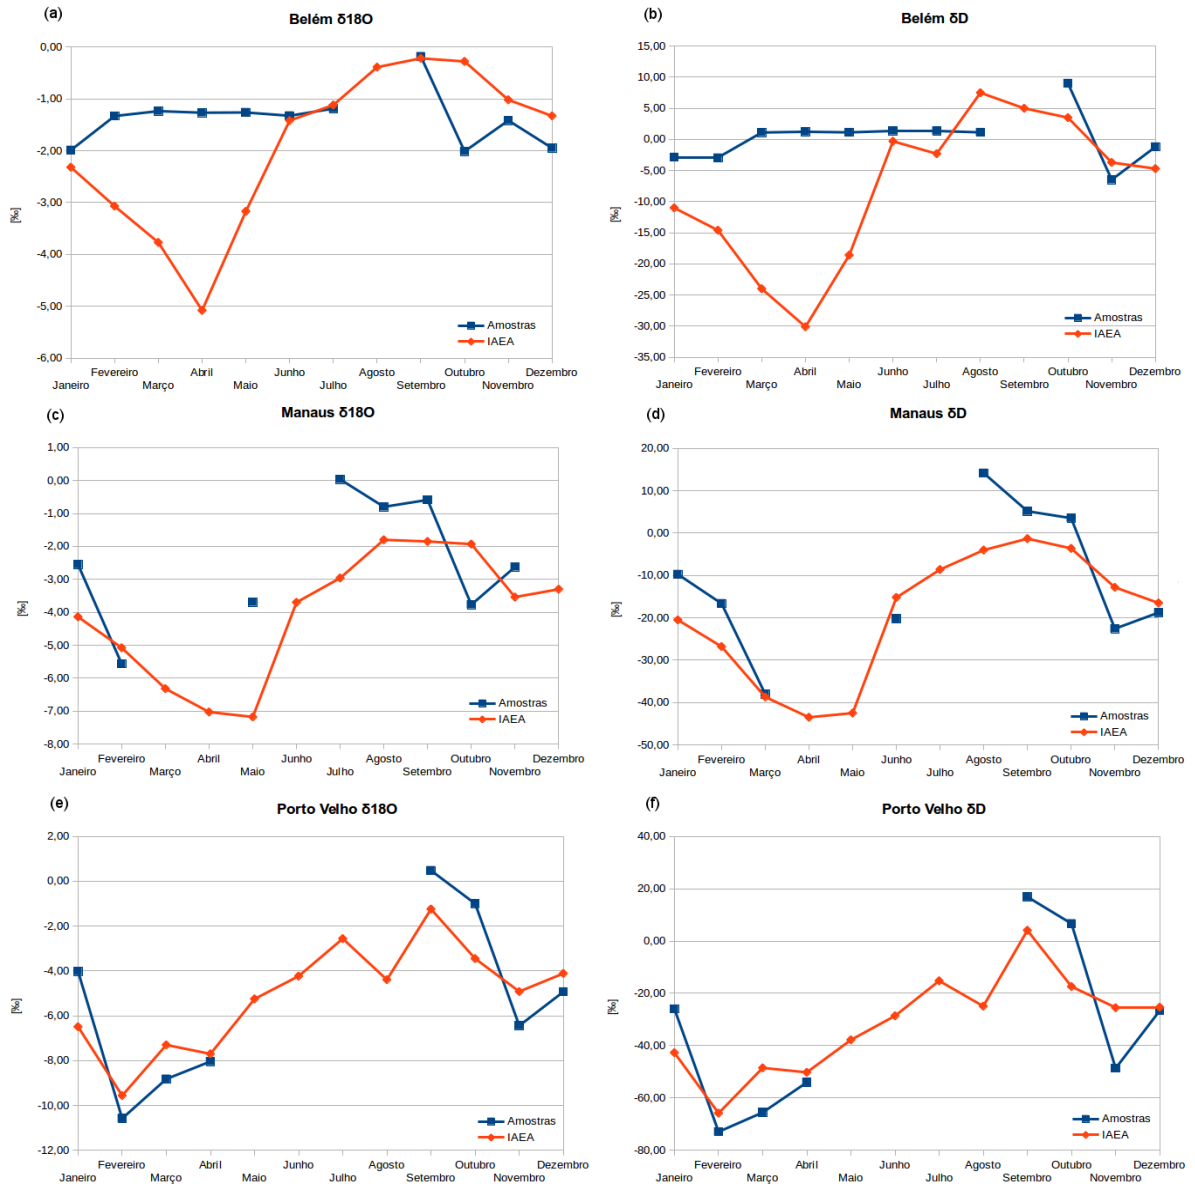 (a)
Belém δ18O
0,00
-1,00
-2,00
-3,00
-4,00
-5,00
-6,00
[‰]
Amostras
IAEA
Fevereiro Abril Junho Agosto Outubro Dezembro
Janeiro Março Maio Julho Setembro Novembro
(b)
Belém δD
15,00
10,00
5,00
0,00
-5,00
-10,00
-15,00
-20,00
-25,00
-30,00
-35,00
[‰]
Amostras
IAEA
Fevereiro Abril Junho Agosto Outubro Dezembro
Janeiro Março Maio Julho Setembro Novembro
(c)
Manaus δ18O
1,00
0,00
-1,00
-2,00
-3,00
-4,00
-5,00
-6,00
-7,00
-8,00
[‰]
Amostras
IAEA
Fevereiro Abril Junho Agosto Outubro Dezembro
Janeiro Março Maio Julho Setembro Novembro
(d)
Manaus δD
20,00
10,00
0,00
-10,00
-20,00
-30,00
-40,00
-50,00
[‰]
Amostras
IAEA
Fevereiro Abril Junho Agosto Outubro Dezembro
Janeiro Março Maio Julho Setembro Novembro
(e)
Porto Velho δ18O
2,00
0,00
-2,00
-4,00
-6,00
-8,00
-10,00
-12,00
[‰]
Amostras
IAEA
Fevereiro Abril Junho Agosto Outubro Dezembro
Janeiro Março Maio Julho Setembro Novembro
(f)
Porto Velho δD
40,00
20,00
0,00
-20,00
-40,00
-60,00
-80,00
[‰]
Amostras
IAEA
Fevereiro Abril Junho Agosto Outubro Dezembro
Janeiro Março Maio Julho Setembro Novembro